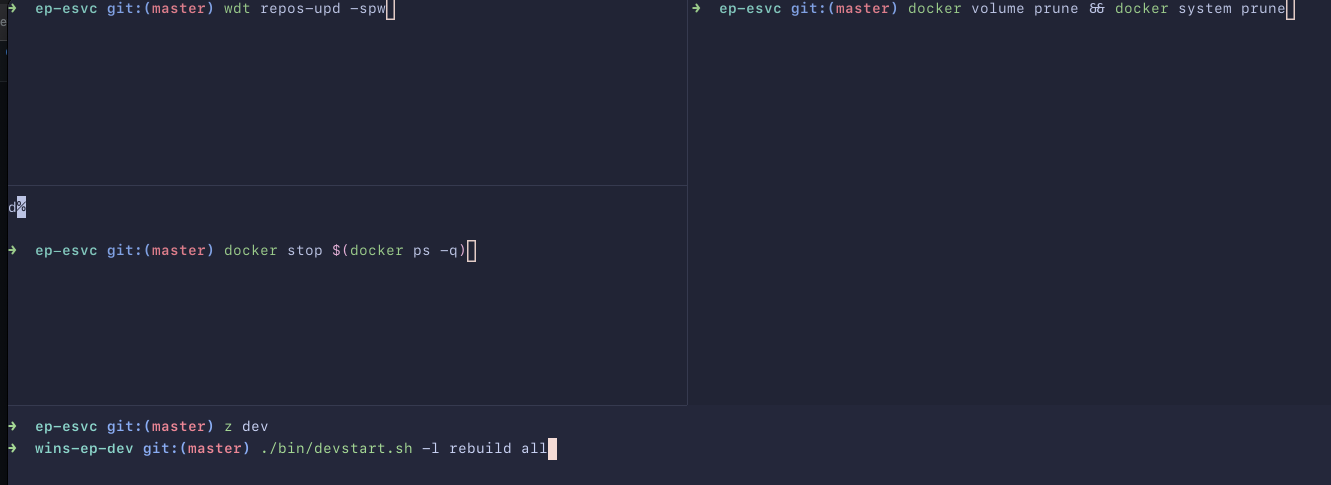 → ep-esvc git:(master) wdt repos-upd -spw
→ ep-esvc git:(master) docker volume prune && docker system prune
d%
→ ep-esvc git:(master) docker stop $(docker ps -q)
→ ep-esvc git:(master) z dev
→ wins-ep-dev git:(master) ./bin/devstart.sh -l rebuild all